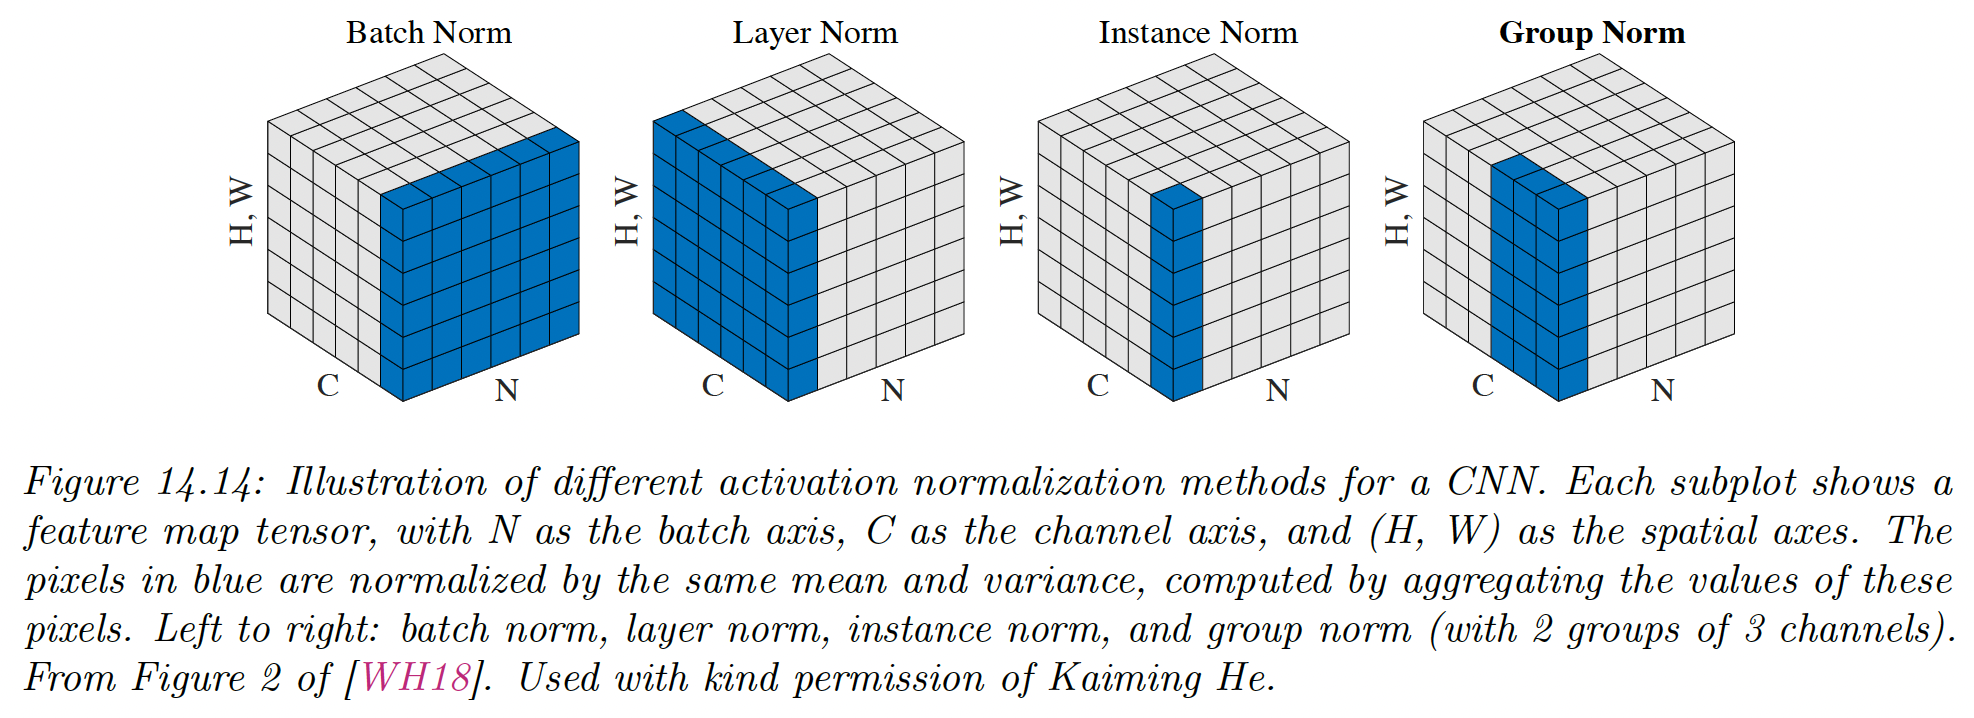 Batch Norm
Layer Norm
Instance Norm
Group Norm
H, W
C
N
H, W
C
N
H, W
C
N
H, W
C
N
Figure 14.14: Illustration of different activation normalization methods for a CNN. Each subplot shows a
feature map tensor, with N as the batch axis, C as the channel axis, and (H, W) as the spatial axes. The
pixels in blue are normalized by the same mean and variance, computed by aggregating the values of these
pixels. Left to right: batch norm, layer norm, instance norm, and group norm (with 2 groups of 3 channels).
From Figure 2 of [WH18]. Used with kind permission of Kaiming He.